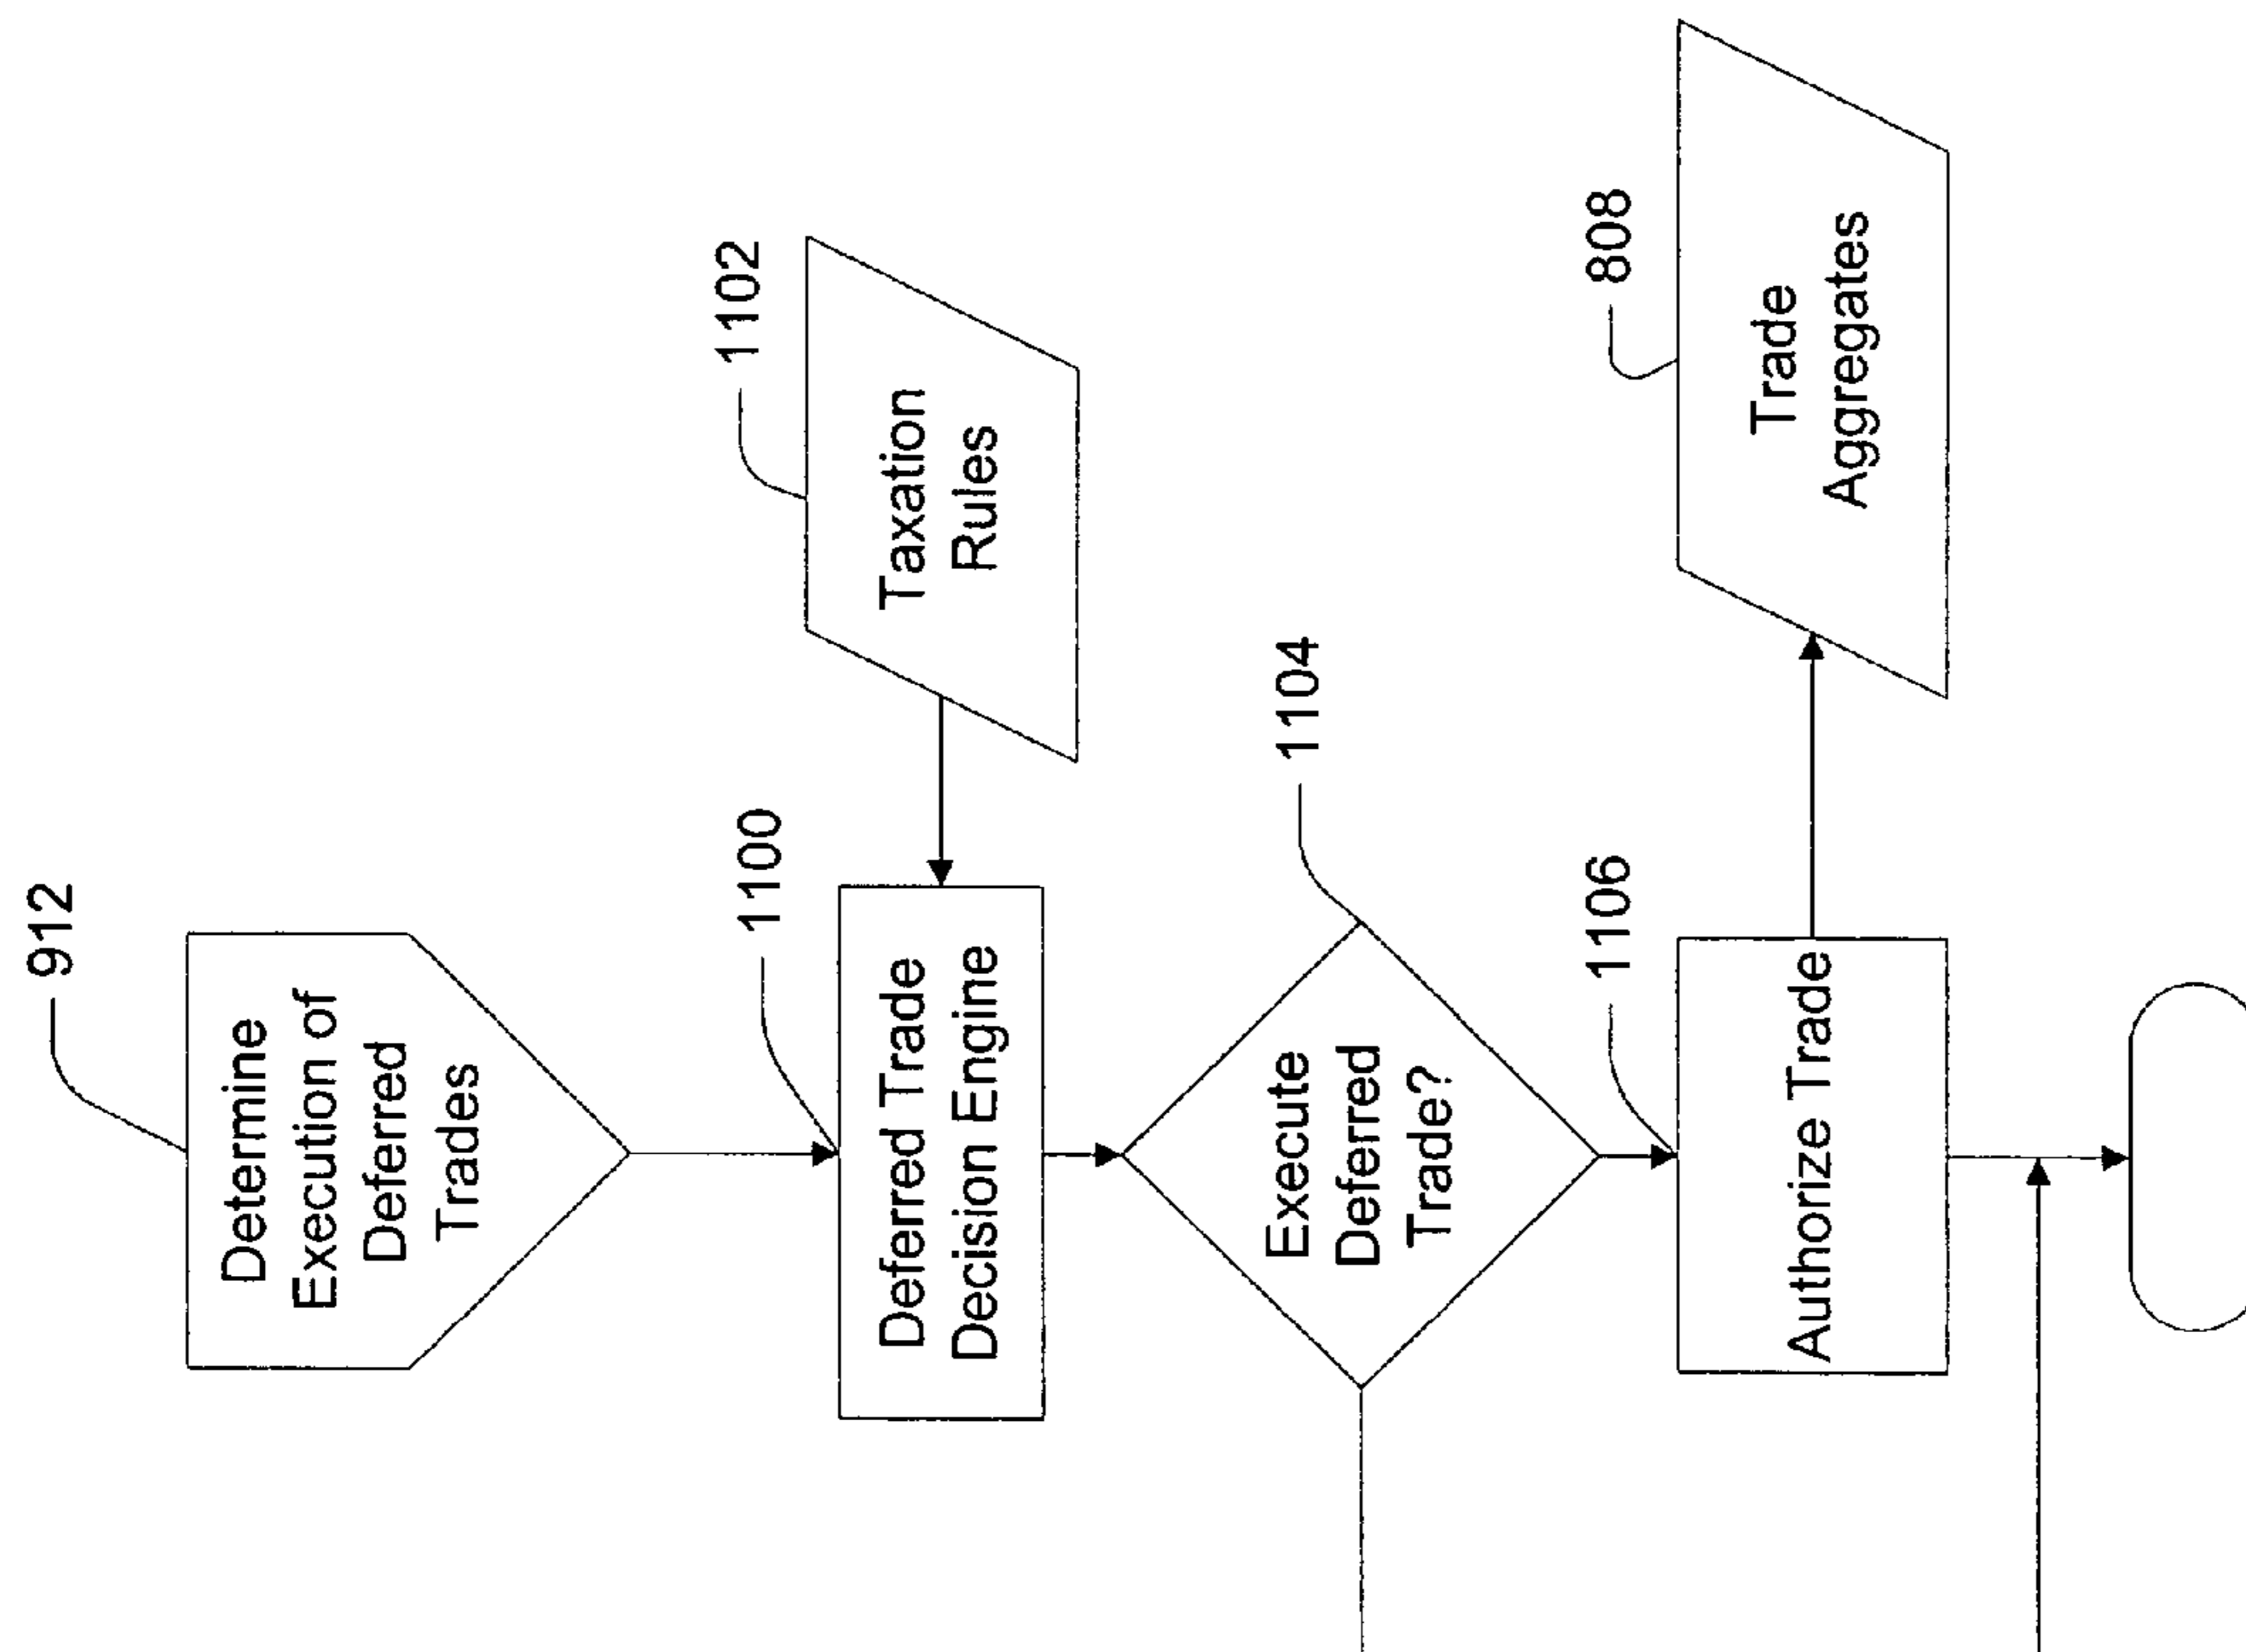 912
Determine
Execution of
Deferred
Trades
1100
1102
Deferred Trade
Decision Engine
Taxation
Rules
1104
Execute
Deferred
Trade?
1106
808
Authorize Trade
Trade
Aggregates